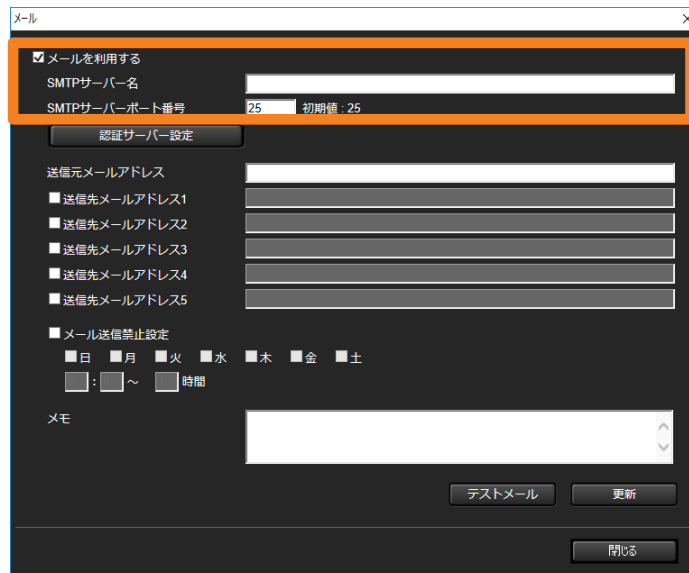 メール
メールを利用する
SMTPサーバー名
SMTPサーバーポート番号 25 初期値 : 25
認証サーバー設定
送信元メールアドレス
送信先メールアドレス1
送信先メールアドレス2
送信先メールアドレス3
送信先メールアドレス4
送信先メールアドレス5
メール送信禁止設定
日 月 火 水 木 金 土
: ～ 時間
メモ
テストメール 更新
閉じる